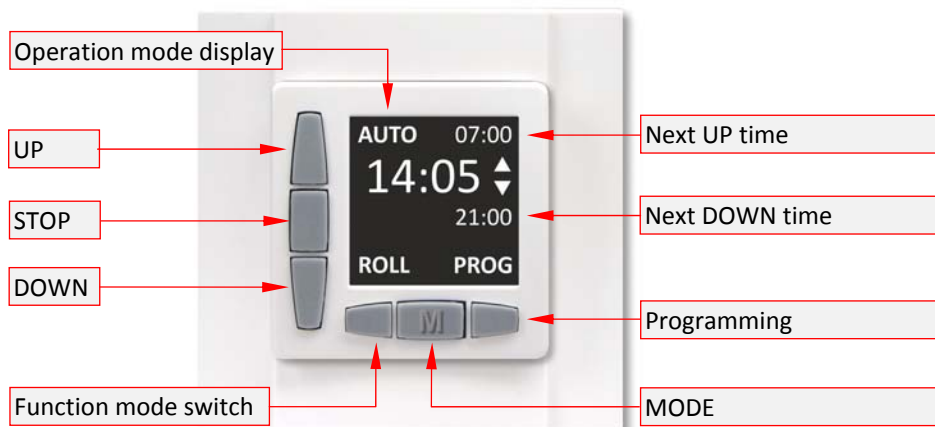 Operation mode display
UP
STOP
DOWN
Function mode switch
AUTO 07:00
14:05
21:00
ROLL PROG
M
Next UP time
Next DOWN time
Programming
MODE